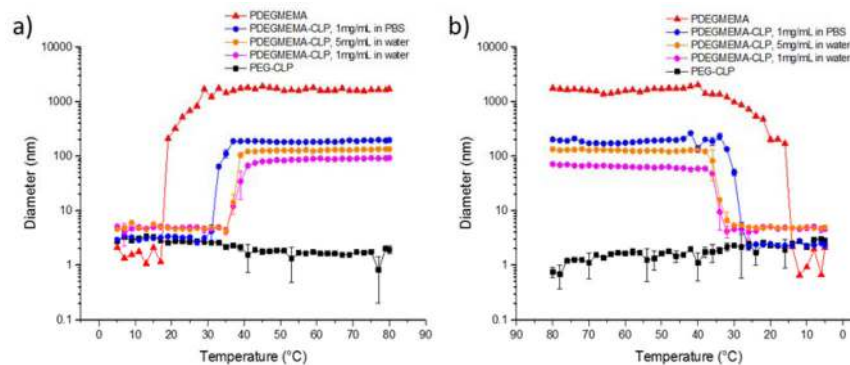 a)
PDEGMEMA
PDEGMEMA-CLP, 1mg/mL in PBS
PDEGMEMA-CLP, 5mg/mL in water
PDEGMEMA-CLP, 1mg/mL in water
PEG-CLP
10000
1000
100
10
1
0.1
Diameter (nm)
0 10 20 30 40 50 60 70 80 90
Temperature (°C)
b)
PDEGMEMA
PDEGMEMA-CLP, 1mg/mL in PBS
PDEGMEMA-CLP, 5mg/mL in water
PDEGMEMA-CLP, 1mg/mL in water
PEG-CLP
10000
1000
100
10
1
0.1
Diameter (nm)
90 80 70 60 50 40 30 20 10 0
Temperature (°C)